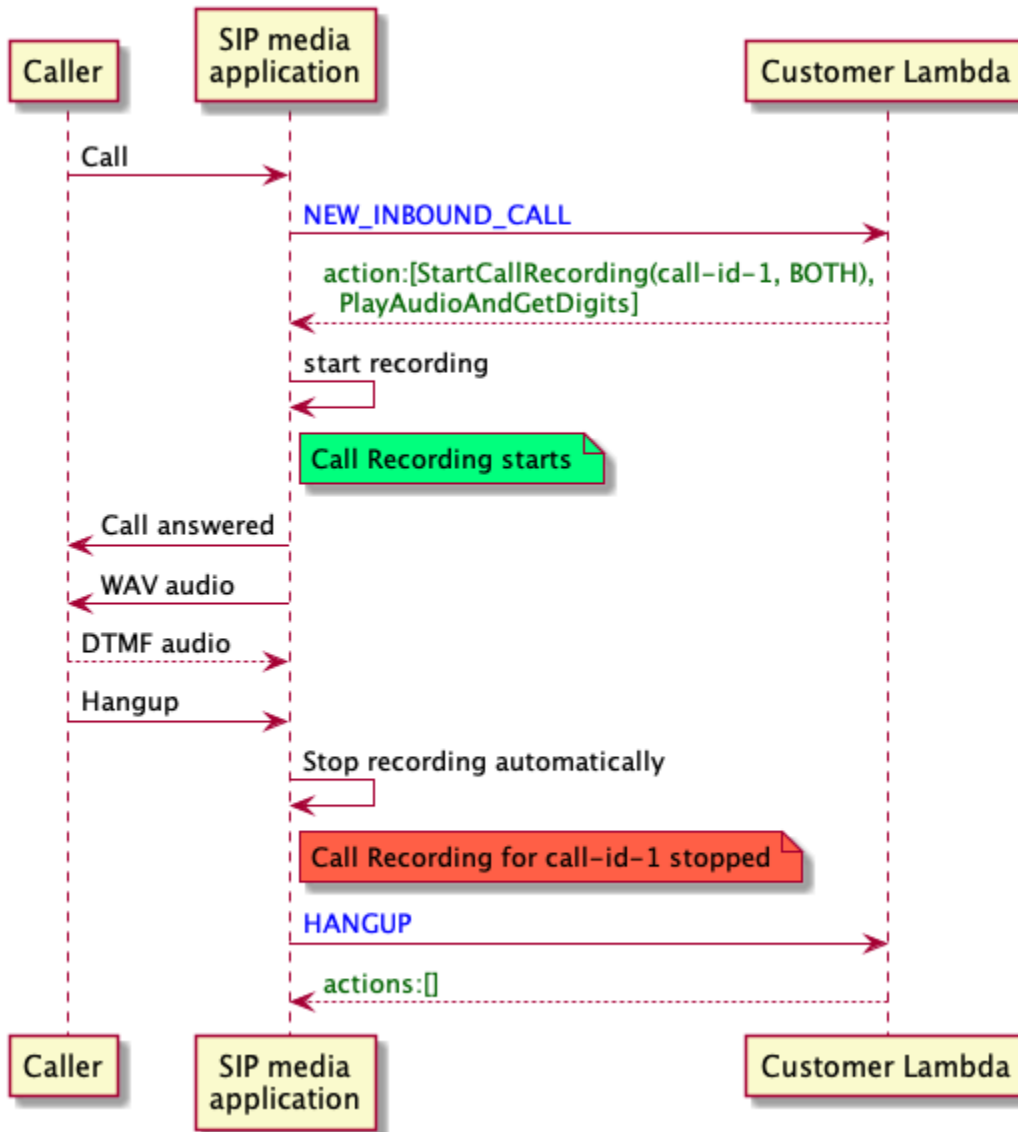 Caller
SIP media
application
Customer Lambda
Call
NEW_INBOUND_CALL
action:[StartCallRecording(call-id-1, BOTH),
PlayAudioAndGetDigits]
start recording
Call Recording starts
Call answered
WAV audio
DTMF audio
Hangup
Stop recording automatically
Call Recording for call-id-1 stopped
HANGUP
actions:[]
Caller
SIP media
application
Customer Lambda